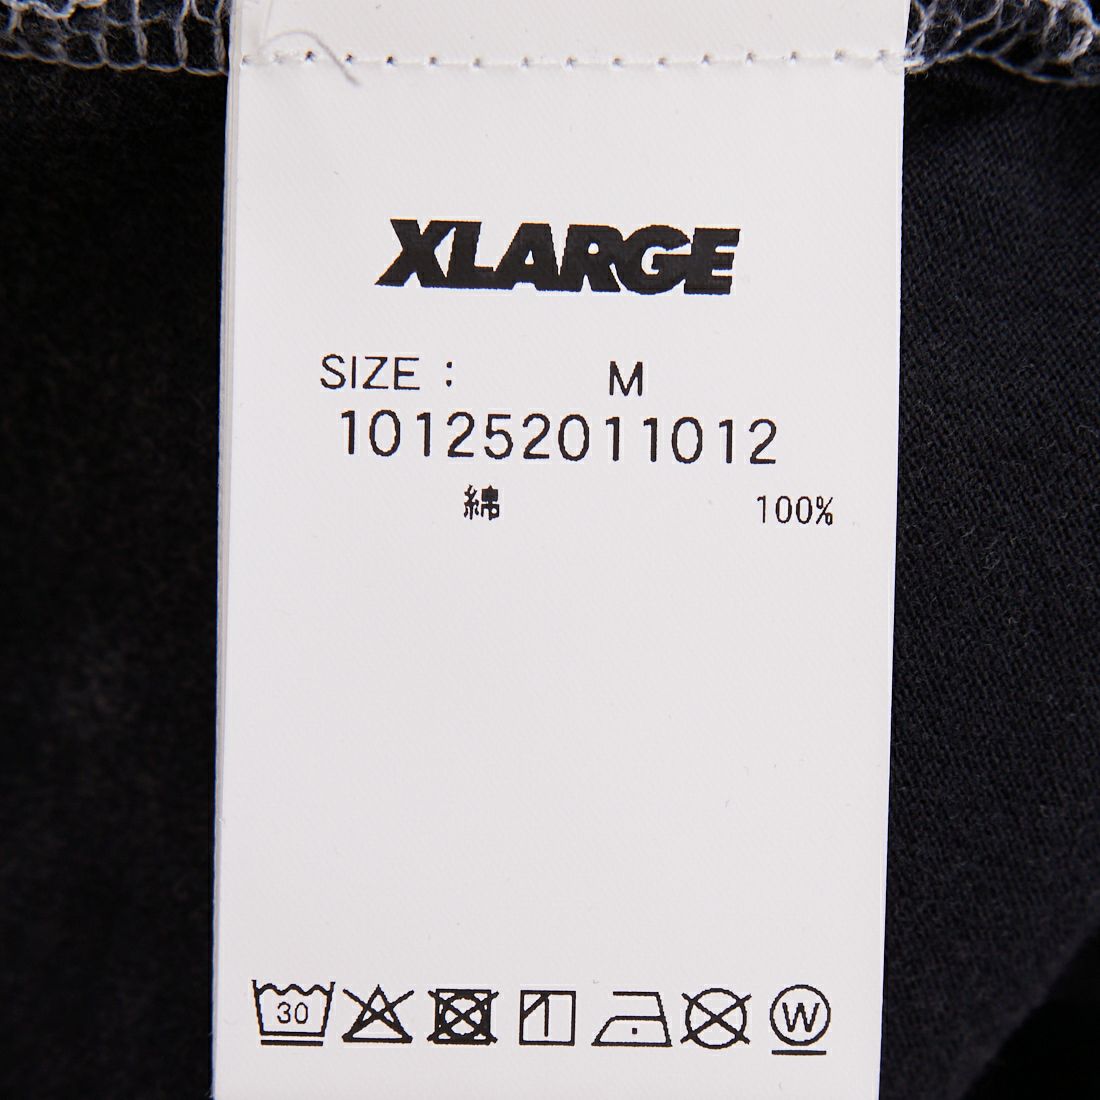 XLARGE
SIZE : M
101252011012
綿 100%
30
W